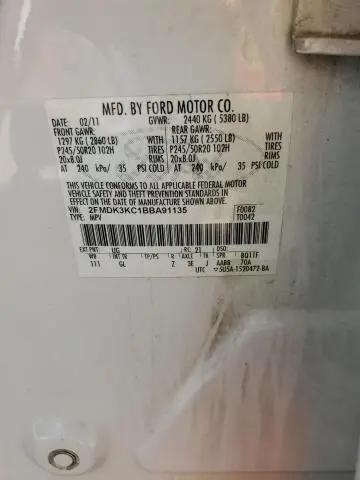 MFD. BY FORD MOTOR CO.
DATE: 02/11 GVWR: 2440 KG ( 5380 LB)
FRONT GAWR: REAR GAWR:
1297 KG ( 2860 LB) WITH 1157 KG ( 2550 LB) WITH
P245/50R20 102H TIRES P245/50R20 102H TIRES
20x8.0J RIMS 20x8.0J RIMS
AT 240 kPa/ 35 PSI COLD AT 240 kPa/ 35 PSI COLD
THIS VEHICLE CONFORMS TO ALL APPLICABLE FEDERAL MOTOR
VEHICLE SAFETY AND THEFT PREVENTION STANDARDS IN EFFECT
ON THE DATE OF MANUFACTURE SHOWN ABOVE.
VIN: 2FMDK3KC1BBA91135 F0082
TYPE: MPV T0042
EXT PNT: UG RC: 21 DSO:
WB INT TR TP/PS R AXLE TR SPR BQ1TF
111 GL Z 3E J AABB 70A
UTC 5U5A-1520472-BA